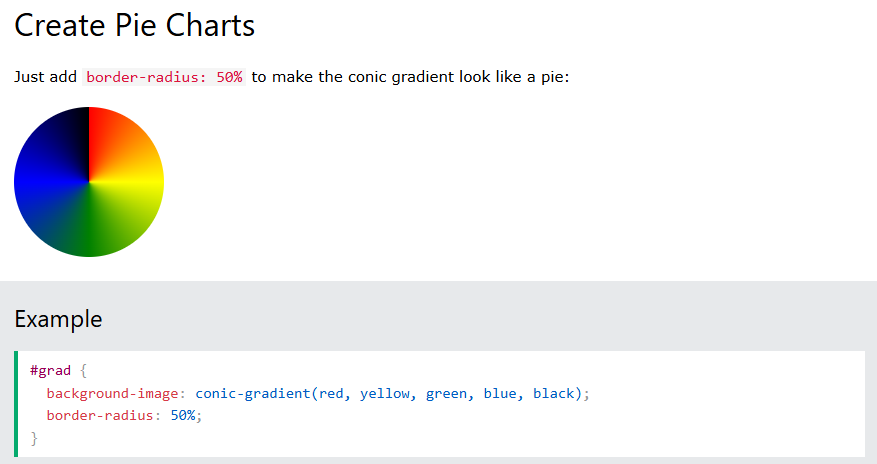 Create Pie Charts
Just add border-radius: 50% to make the conic gradient look like a pie:
Example
#grad {
  background-image: conic-gradient(red, yellow, green, blue, black);
  border-radius: 50%;
}